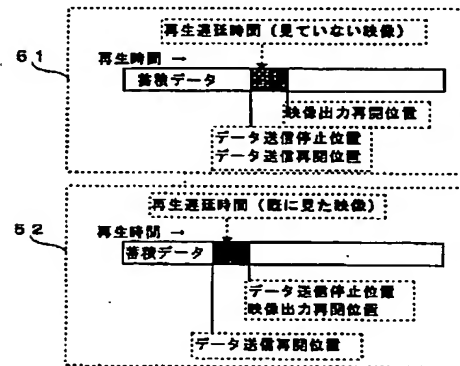 再生遅延時間（見ていない映像）
51
再生時間 →
蓄積データ
映像出力再開位置
データ送信停止位置
データ送信再開位置
再生遅延時間（既に見た映像）
52
再生時間 →
蓄積データ
データ送信停止位置
映像出力再開位置
データ送信再開位置